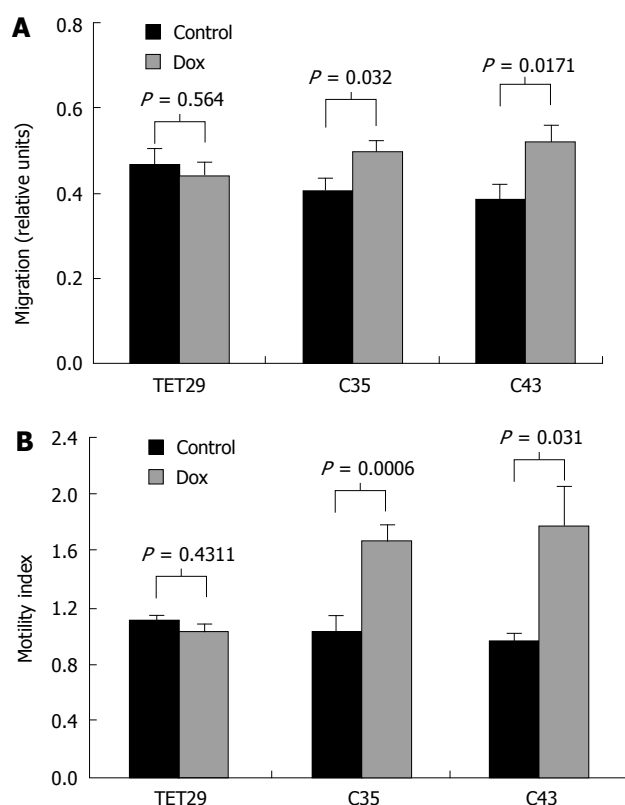 A
Control
Dox
P = 0.564
P = 0.032
P = 0.0171
Migration (relative units)
0.8
0.6
0.4
0.2
0.0
TET29 C35 C43
B
Control
Dox
P = 0.4311
P = 0.0006
P = 0.031
Motility index
2.4
2.0
1.6
1.2
0.8
0.4
0.0
TET29 C35 C43